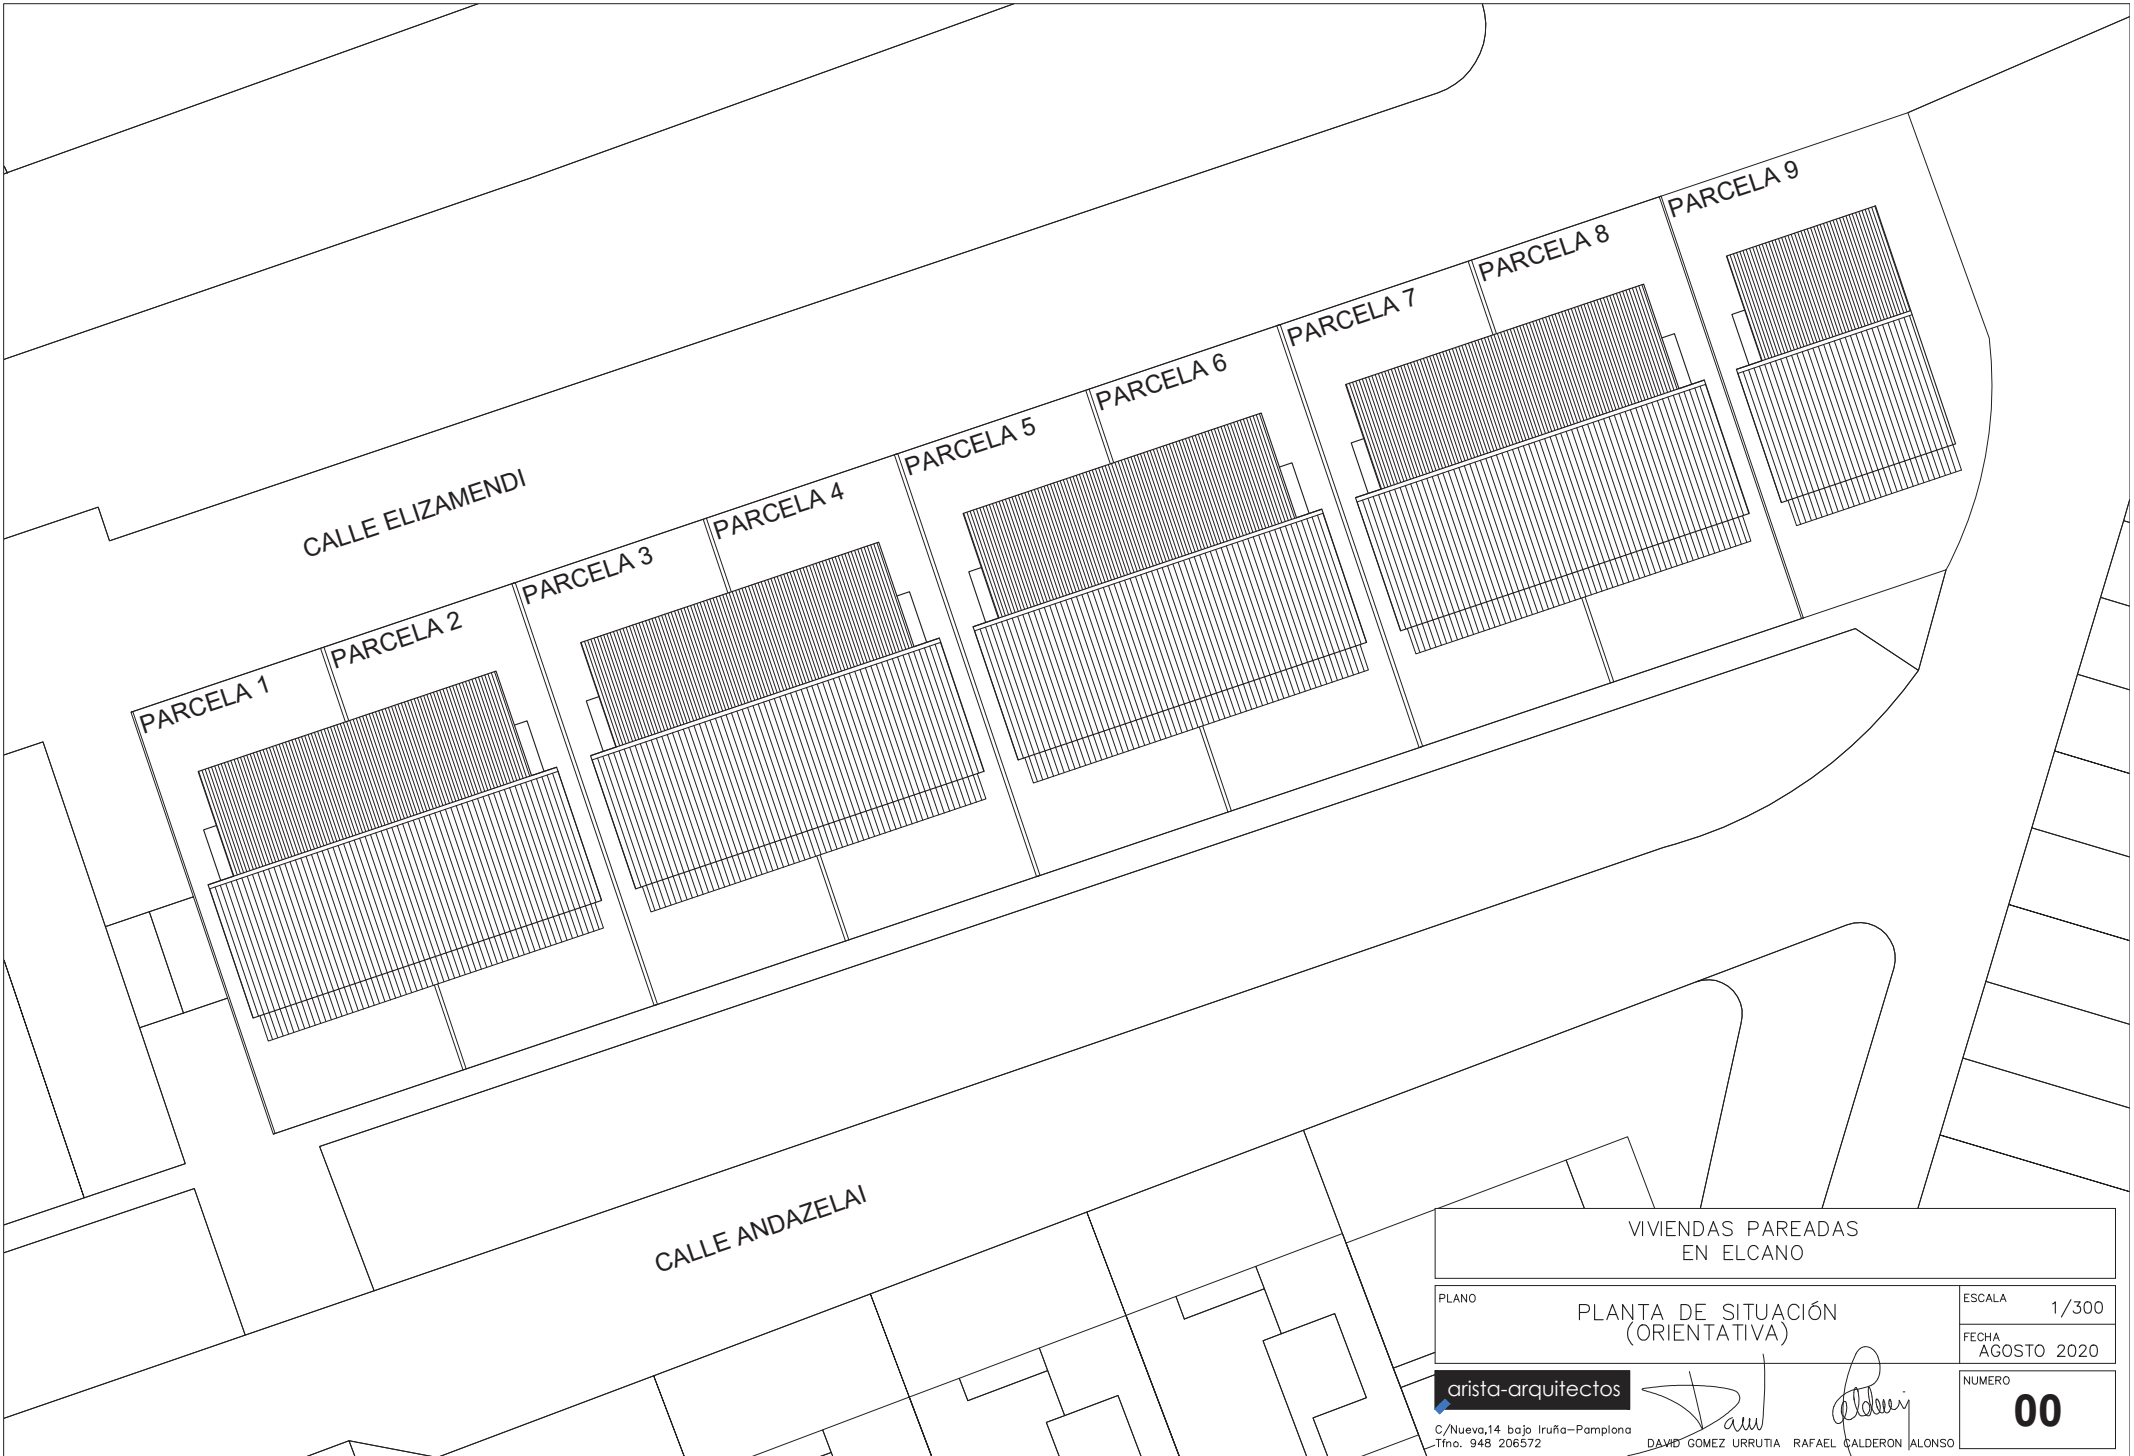 PARCELA 9
PARCELA 8
PARCELA 7
PARCELA 6
PARCELA 5
PARCELA 4
PARCELA 3
PARCELA 2
PARCELA 1
CALLE ELIZAMENDI
CALLE ANDAZELAI
VIVIENDAS PAREADAS
EN ELCANO
PLANO
PLANTA DE SITUACIÓN
(ORIENTATIVA)
ESCALA
1/300
FECHA
AGOSTO 2020
arista-arquitectos
C/Nueva,14 bajo Iruña-Pamplona
Tfno. 948 206572
DAVID GOMEZ URRUTIA
RAFAEL CALDERON ALONSO
NUMERO
00